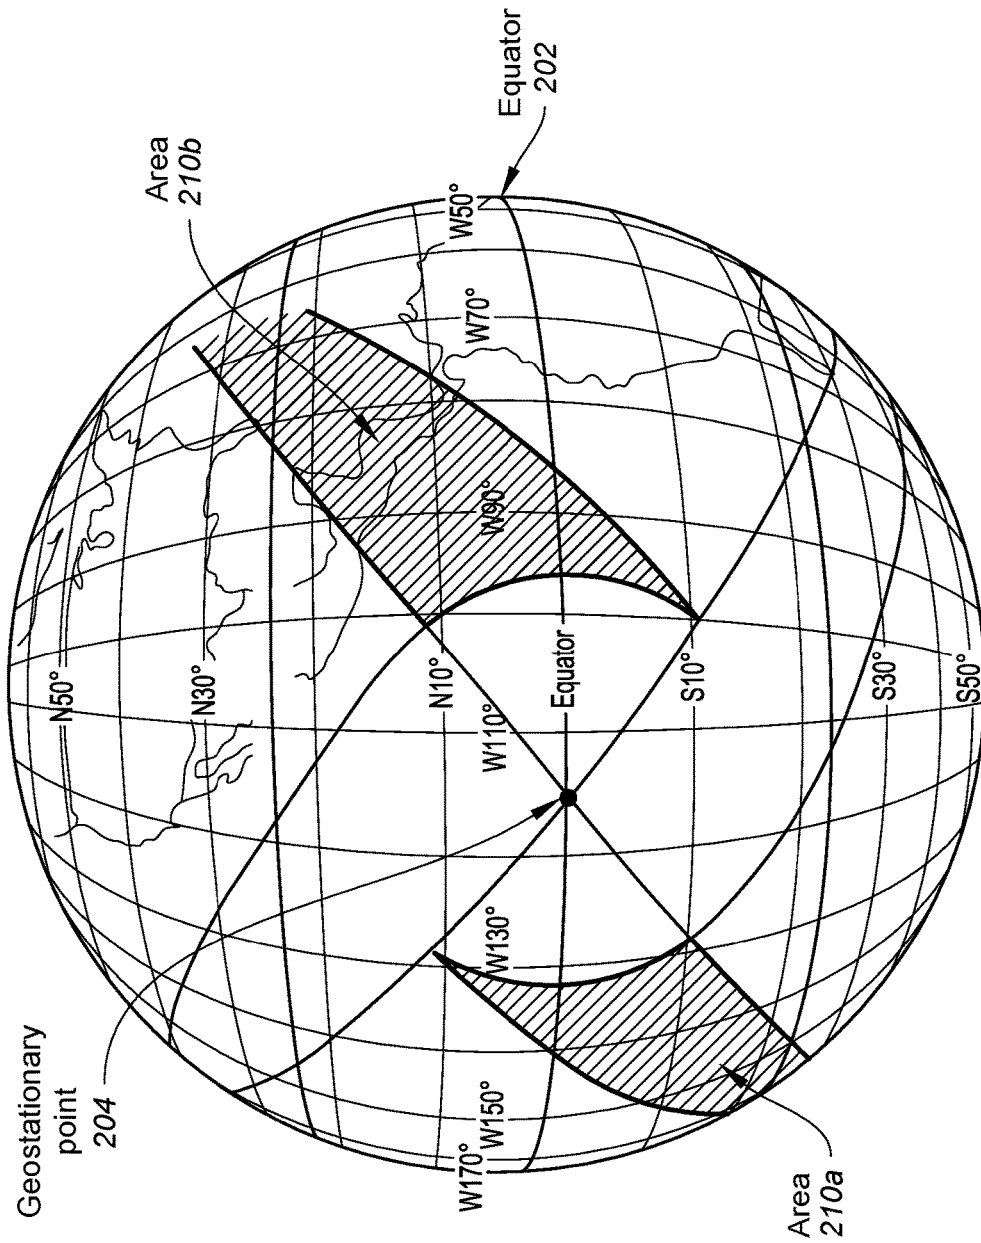 Geostationary
point
204
Area
210b
Equator
202
N50°
N30°
N10°
Equator
S10°
S30°
S50°
W170°
W150°
W130°
W110°
W90°
W70°
W50°
Area
210a